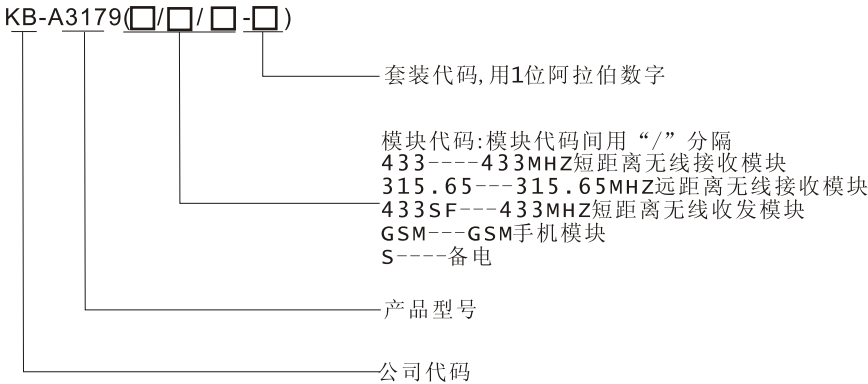 KB-A3179(□/□/□-□)
套装代码,用1位阿拉伯数字
模块代码:模块代码间用“/”分隔
433----433MHZ短距离无线接收模块
315.65---315.65MHZ远距离无线接收模块
433SF---433MHZ短距离无线收发模块
GSM---GSM手机模块
S----备电
产品型号
公司代码